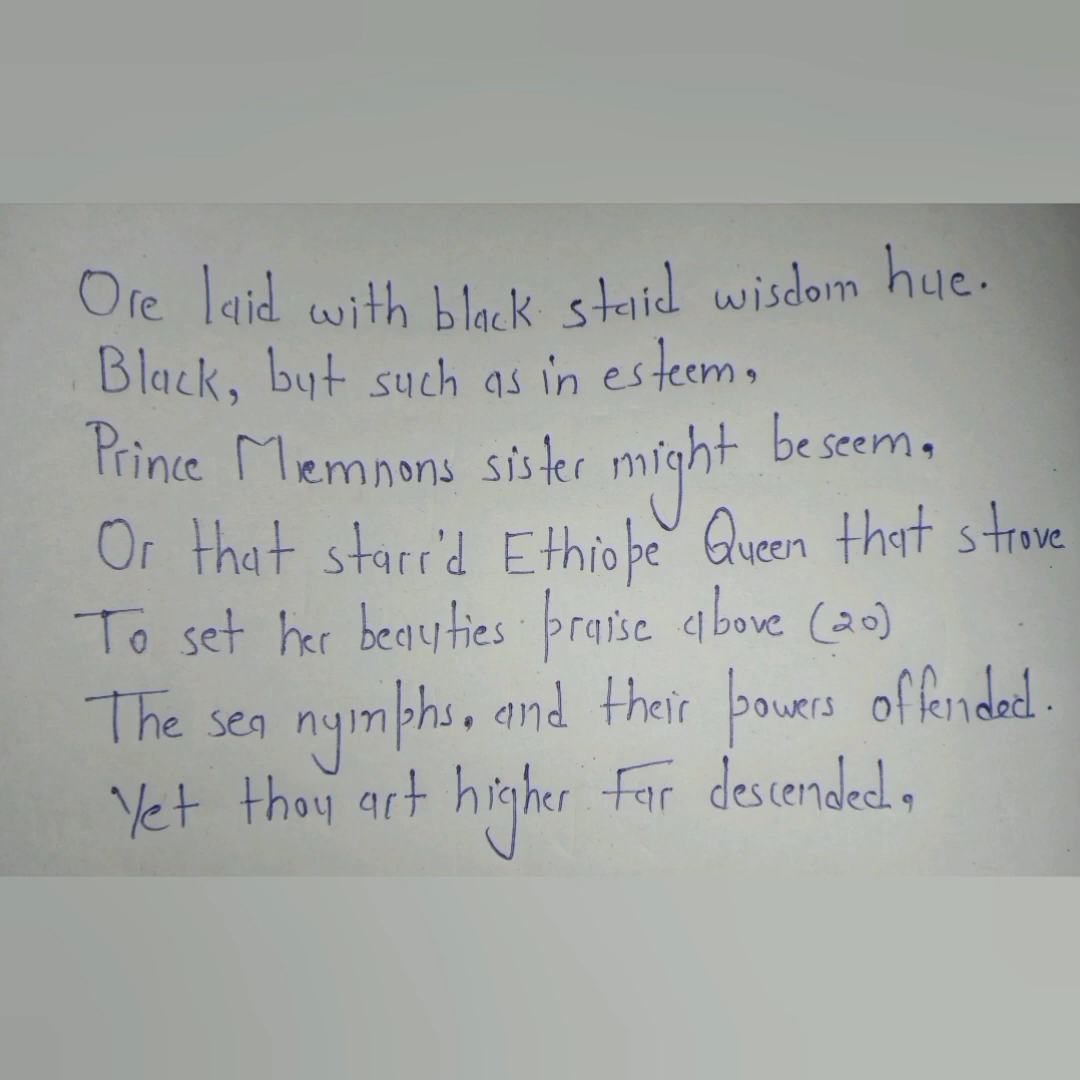 Ore laid with black staid wisdom hue.
Black, but such as in esteem,
Prince Memnons sister might beseem,
Or that starr'd Ethiope Queen that strove
To set her beauties praise above (20)
The sea nymphs, and their powers offended.
Yet thou art higher far descended,